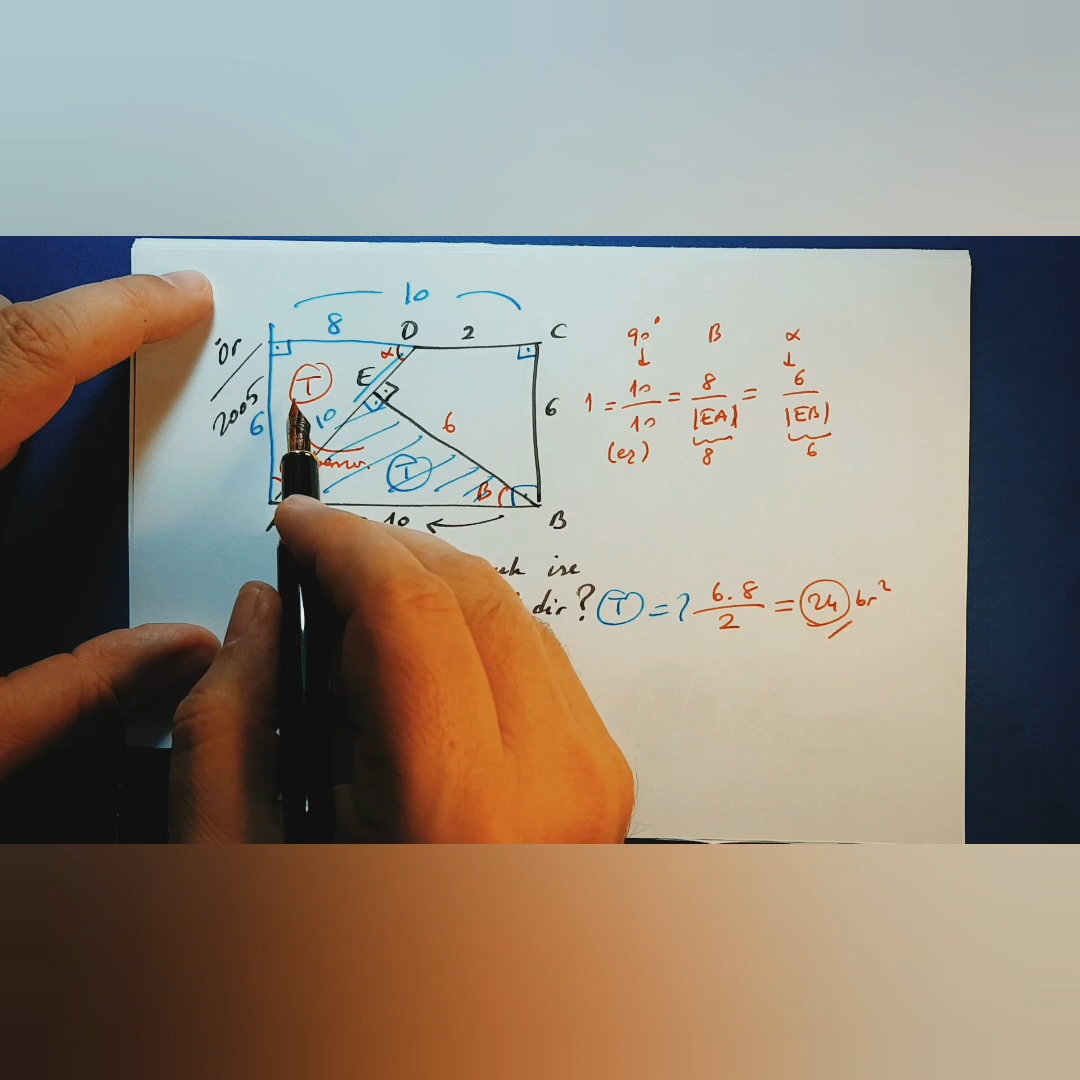 10
8 D 2 C
Ör
2005
α
E
T
10
6
6
6
T
B
10
B
ise
dir? T = ? 6.8 / 2 = 24 br²
90° B α
↓ ↓
1 = 10/10 = 8/|EA| = 6/|EB|
(eş) 8 6